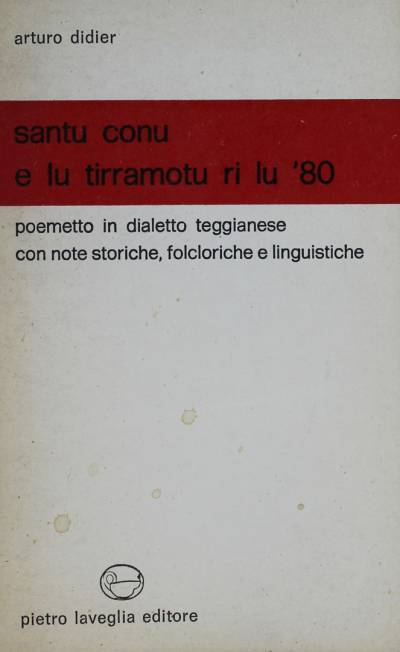 arturo didier
santu conu
e lu tirramotu ri lu '80
poemetto in dialetto teggianese
con note storiche, folcloriche e linguistiche
pietro laveglia editore